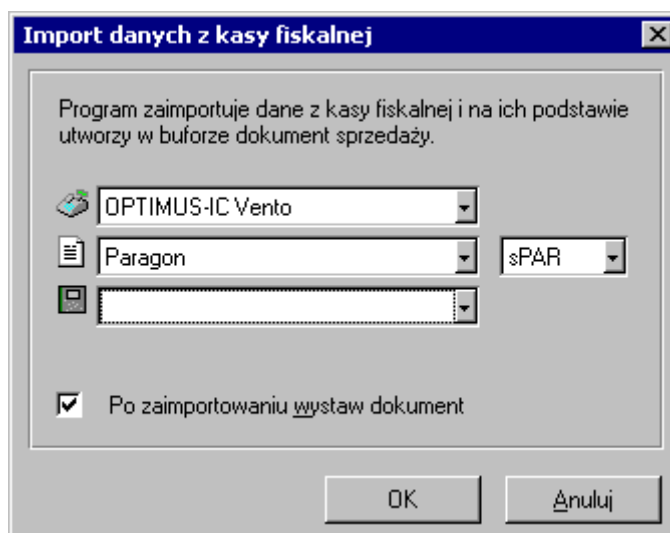 Import danych z kasy fiskalnej
Program zaimportuje dane z kasy fiskalnej i na ich podstawie
utworzy w buforze dokument sprzedaży.
OPTIMUS-IC Vento
Paragon sPAR
Po zaimportowaniu wystaw dokument
OK Anuluj